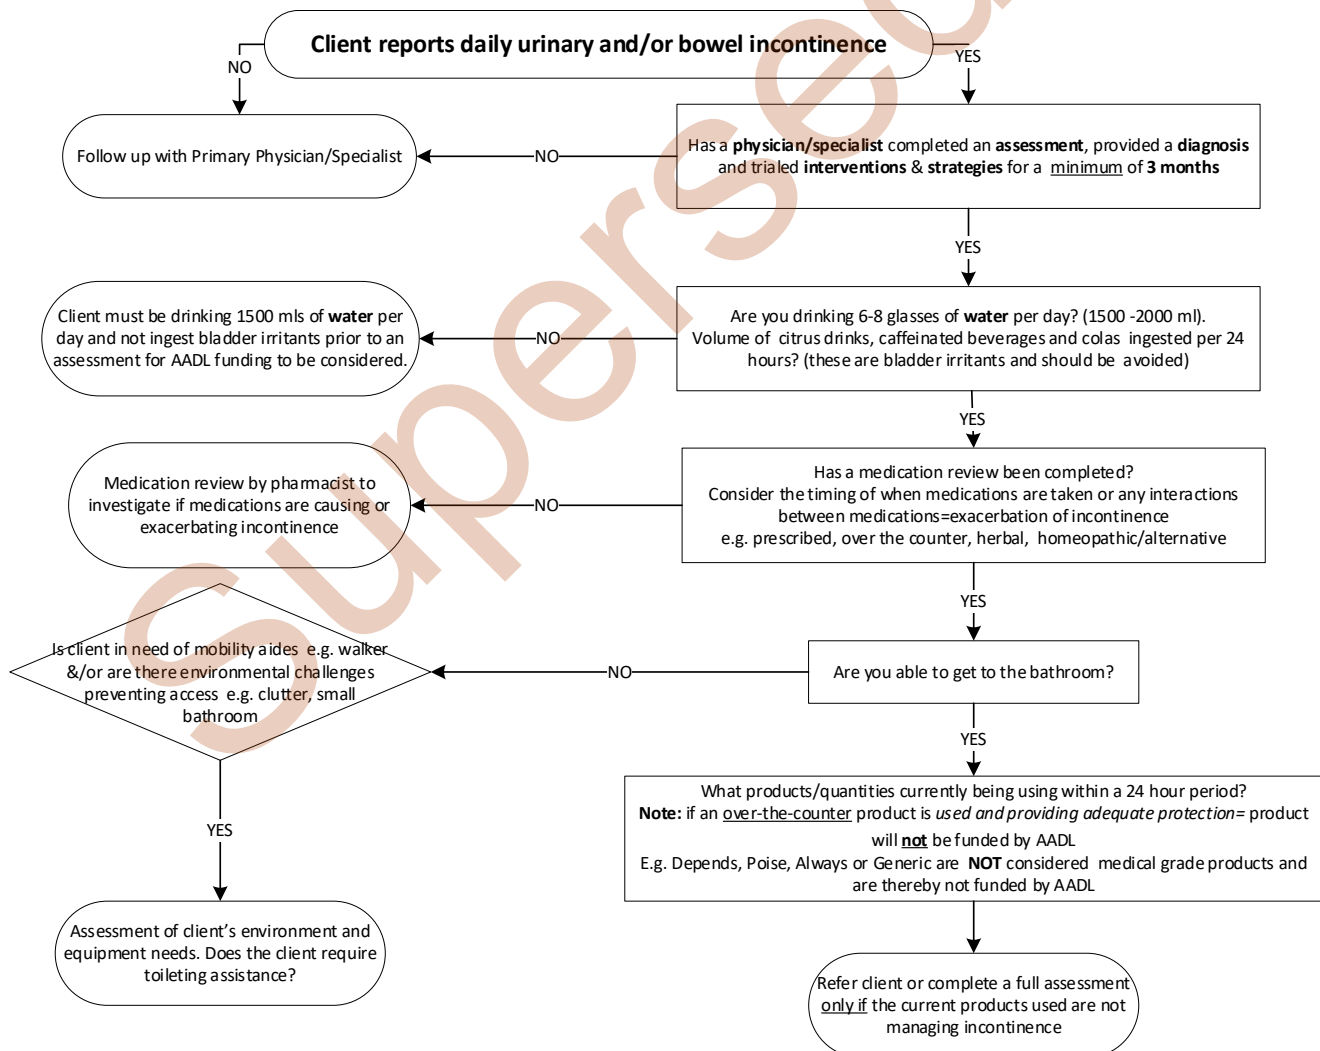 Client reports daily urinary and/or bowel incontinence
NO
YES
Follow up with Primary Physician/Specialist
NO
Has a physician/specialist completed an assessment, provided a diagnosis
and trialed interventions & strategies for a minimum of 3 months
YES
Client must be drinking 1500 mls of water per
day and not ingest bladder irritants prior to an
assessment for AADL funding to be considered.
NO
Are you drinking 6-8 glasses of water per day? (1500 -2000 ml).
Volume of citrus drinks, caffeinated beverages and colas ingested per 24
hours? (these are bladder irritants and should be avoided)
YES
Medication review by pharmacist to
investigate if medications are causing or
exacerbating incontinence
NO
Has a medication review been completed?
Consider the timing of when medications are taken or any interactions
between medications=exacerbation of incontinence
e.g. prescribed, over the counter, herbal, homeopathic/alternative
YES
Is client in need of mobility aides e.g. walker
&/or are there environmental challenges
preventing access e.g. clutter, small
bathroom
NO
Are you able to get to the bathroom?
YES
YES
What products/quantities currently being using within a 24 hour period?
Note: if an over-the-counter product is used and providing adequate protection= product
will not be funded by AADL
E.g. Depends, Poise, Always or Generic are NOT considered medical grade products and
are thereby not funded by AADL
Assessment of client's environment and
equipment needs. Does the client require
toileting assistance?
Refer client or complete a full assessment
only if the current products used are not
managing incontinence
Supersed